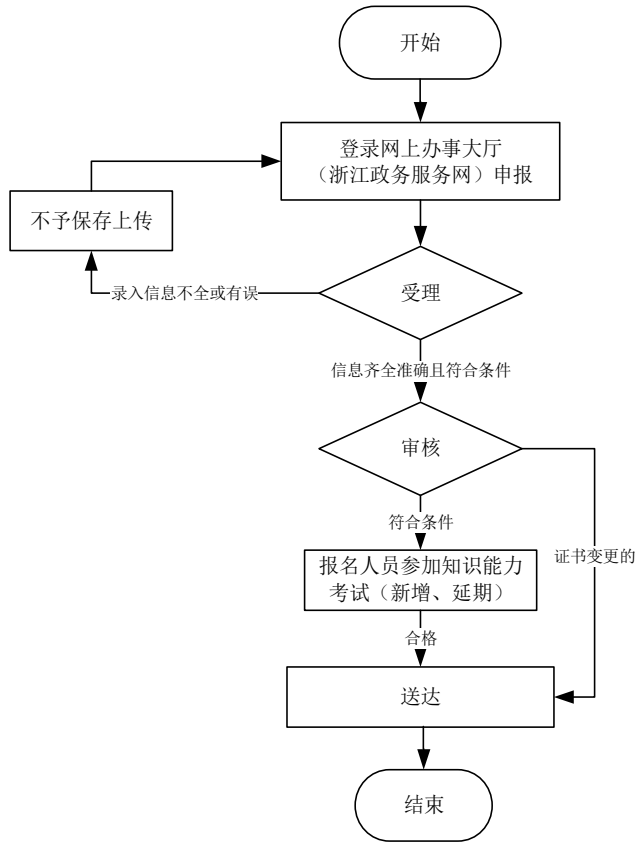 开始
登录网上办事大厅
（浙江政务服务网）申报
不予保存上传
受理
录入信息不全或有误
信息齐全准确且符合条件
审核
符合条件
证书变更的
报名人员参加知识能力
考试（新增、延期）
合格
送达
结束